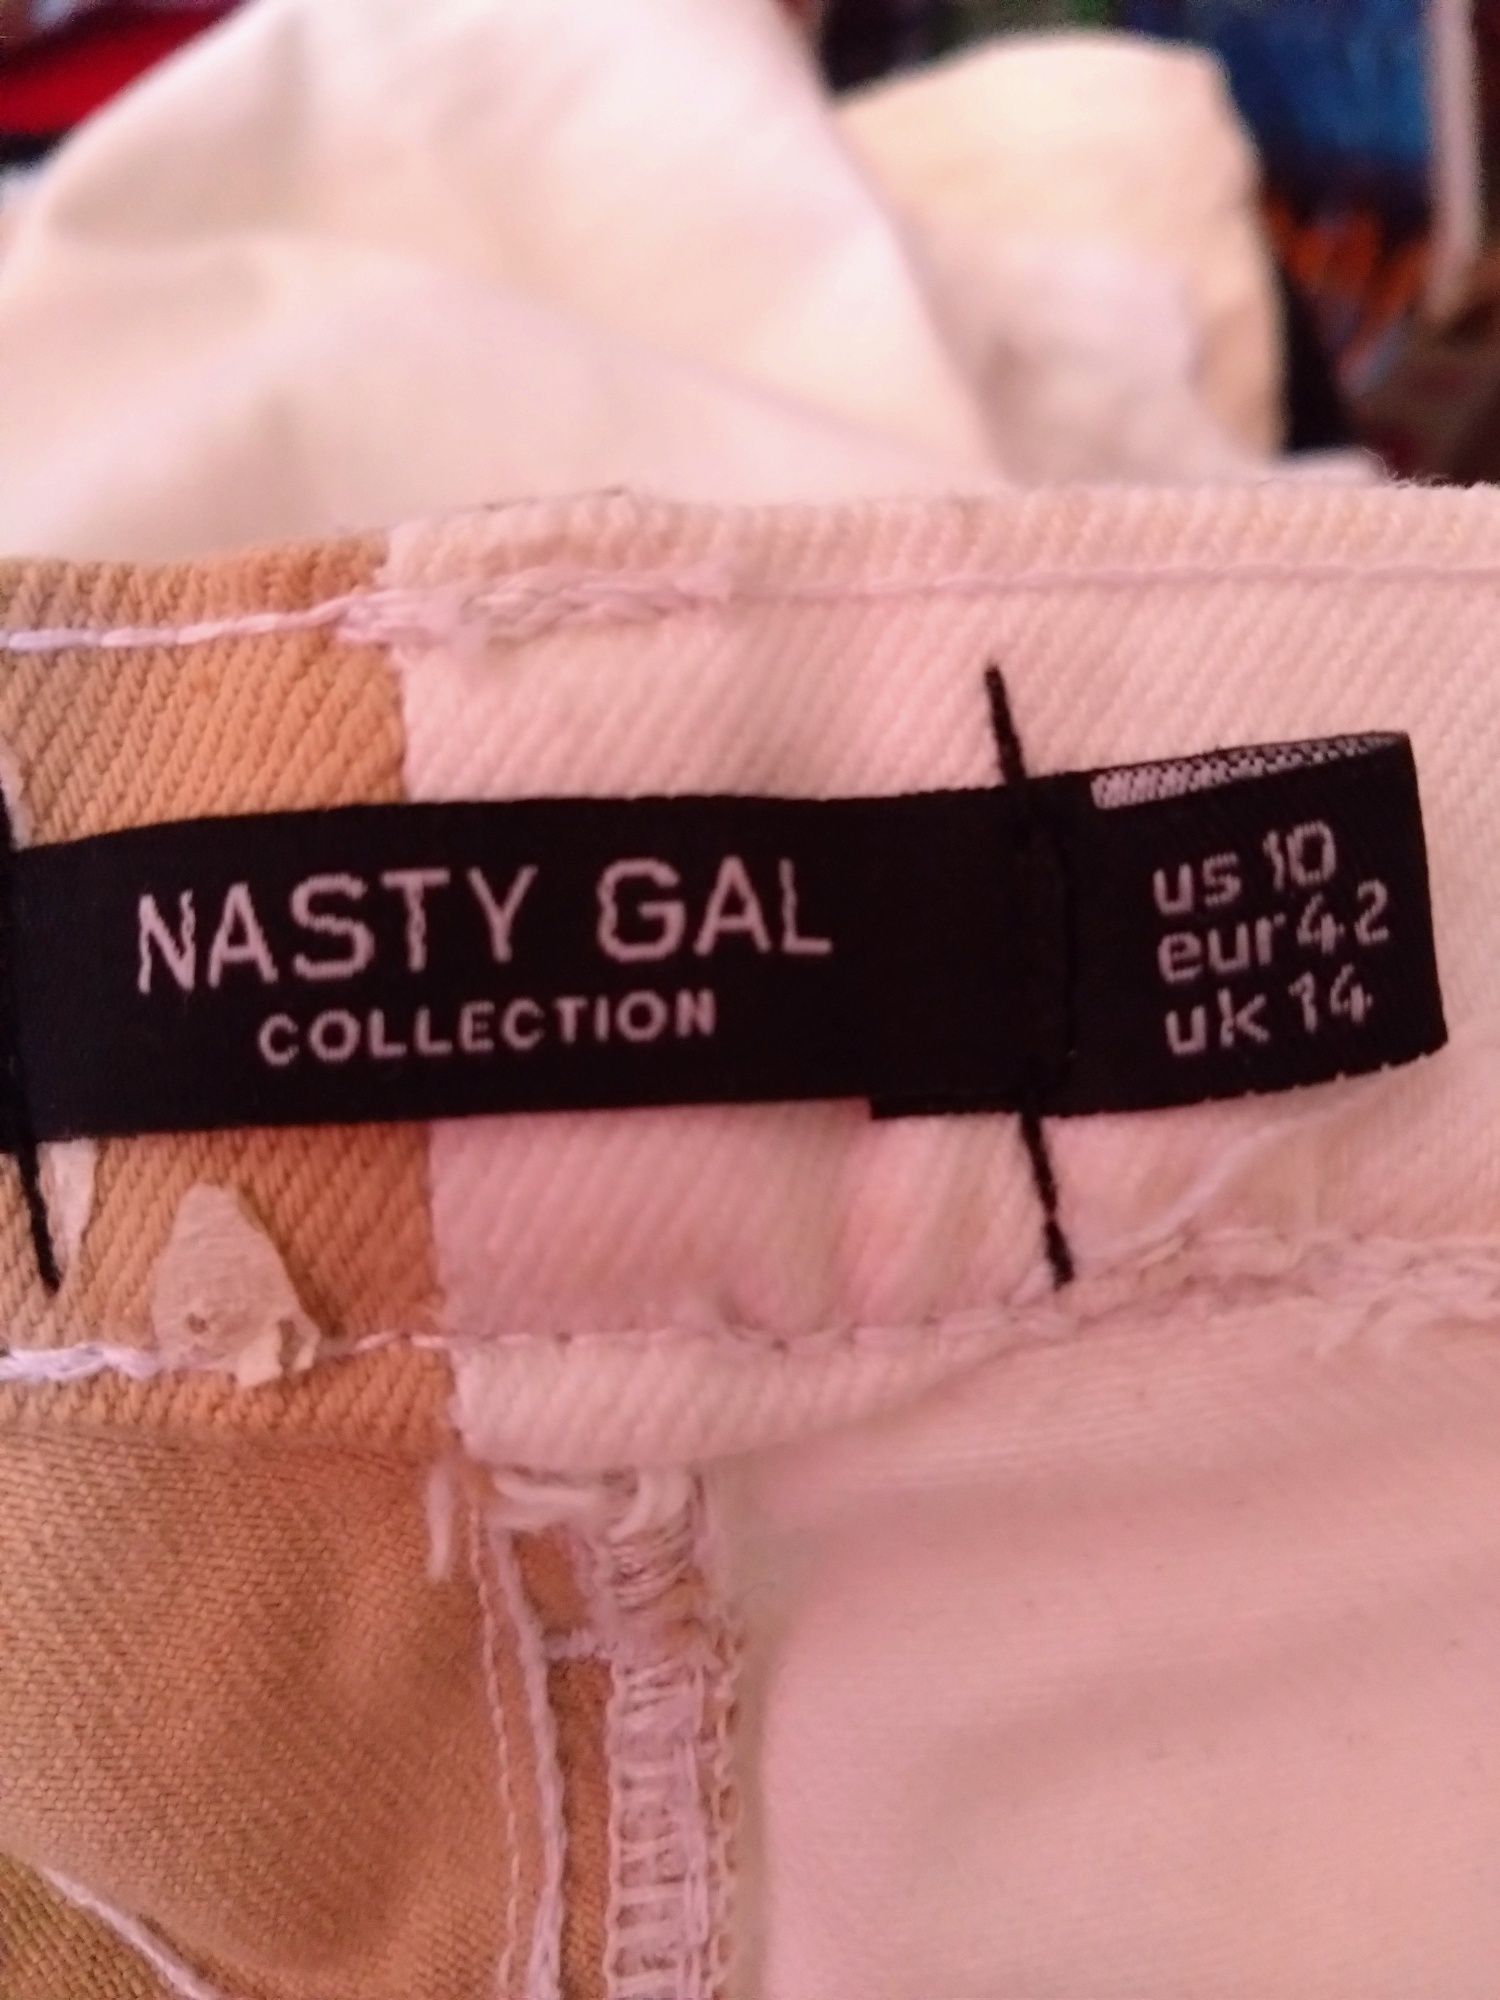 NASTY GAL
COLLECTION
us 10
eur 42
uk 14